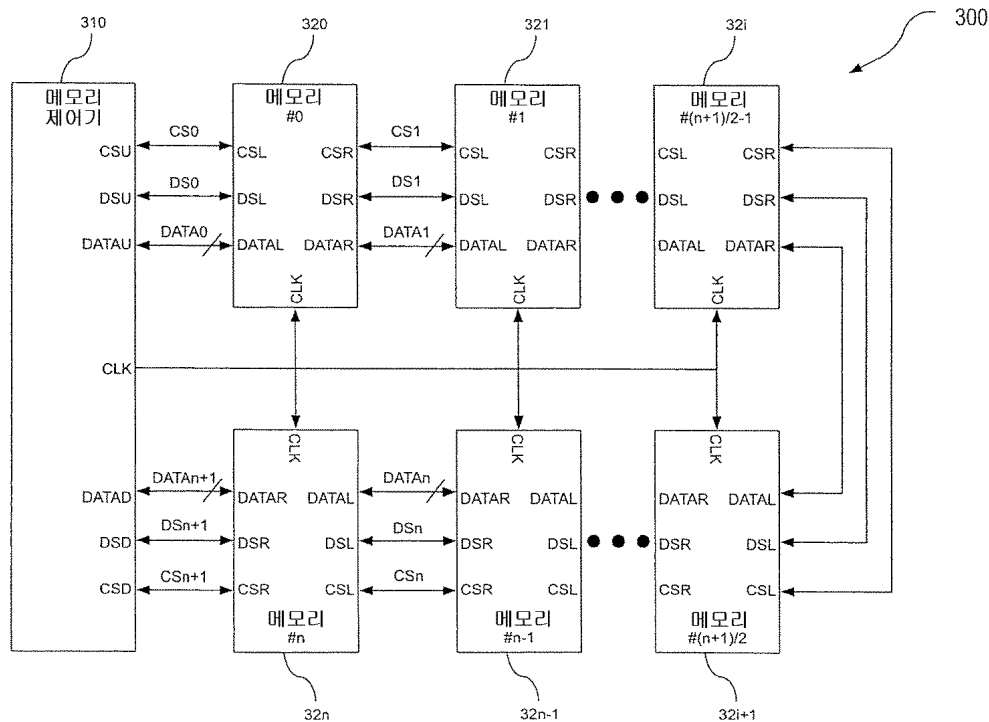 310
320
321
32i
300
메모리
제어기
메모리
#0
메모리
#1
메모리
#(n+1)/2-1
CSU
CS0
CSL
CSR
CS1
CSL
CSR
CSL
CSR
DSU
DS0
DSL
DSR
DS1
DSL
DSR
DSL
DSR
DATAU
DATA0
DATAL
DATAR
DATA1
DATAL
DATAR
DATAL
DATAR
CLK
CLK
CLK
CLK
CLK
CLK
CLK
DATAD
DATAn+1
DATAR
DATAL
DATAn
DATAR
DATAL
DATAR
DATAL
DSD
DSn+1
DSR
DSL
DSn
DSR
DSL
DSR
DSL
CSD
CSn+1
CSR
CSL
CSn
CSR
CSL
CSR
CSL
메모리
#n
메모리
#n-1
메모리
#(n+1)/2
32n
32n-1
32i+1